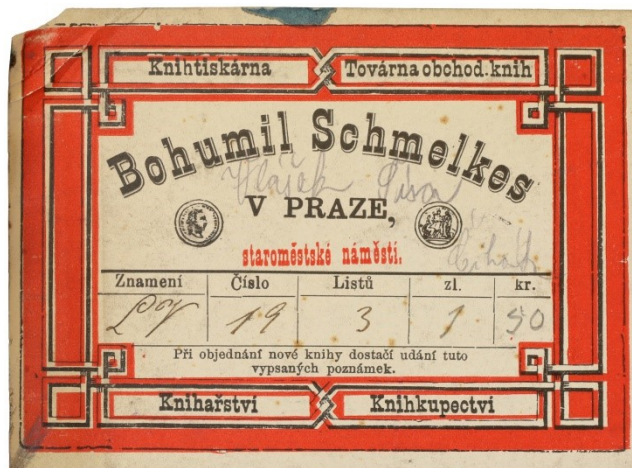 Knihtiskárna Továrna obchod. knih
Bohumil Schmelkes
V PRAZE,
staroměstské náměstí.
Znamení Číslo Listů zl. kr.
19 3 1 50
Při objednání nové knihy dostačí udání tuto
vypsaných poznámek.
Knihařství Knihkupectví